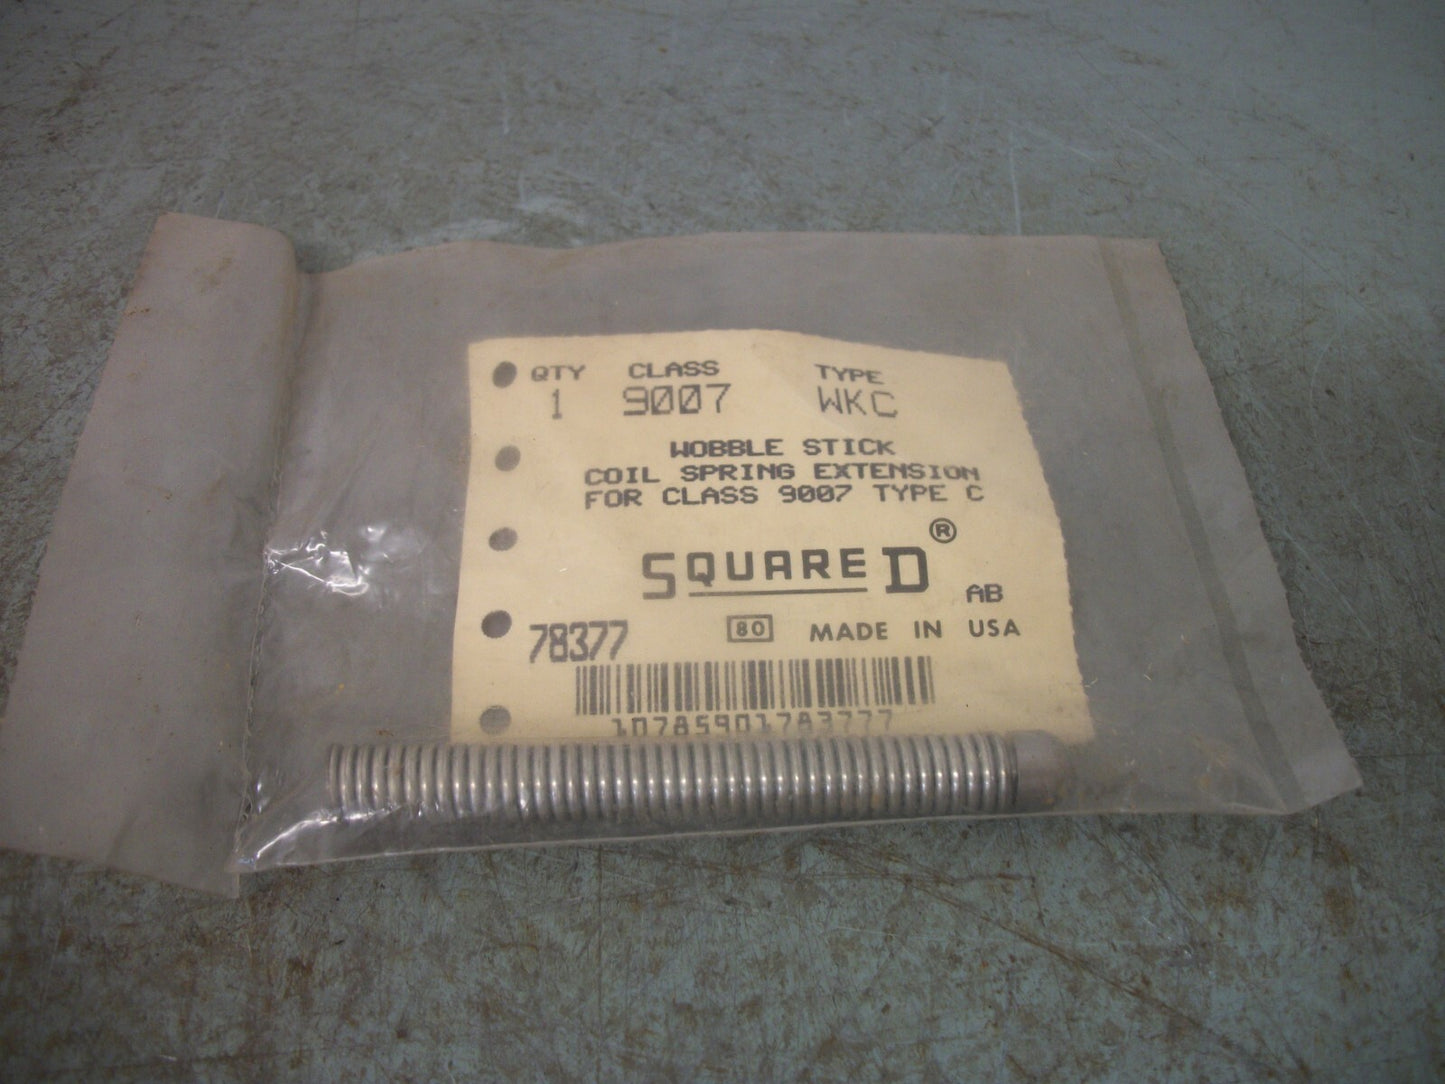 QTY CLASS TYPE
1 9007 WKC
WOBBLE STICK
COIL SPRING EXTENSION
FOR CLASS 9007 TYPE C
SQUARE D ®
AB
78377 80 MADE IN USA
10785901783777